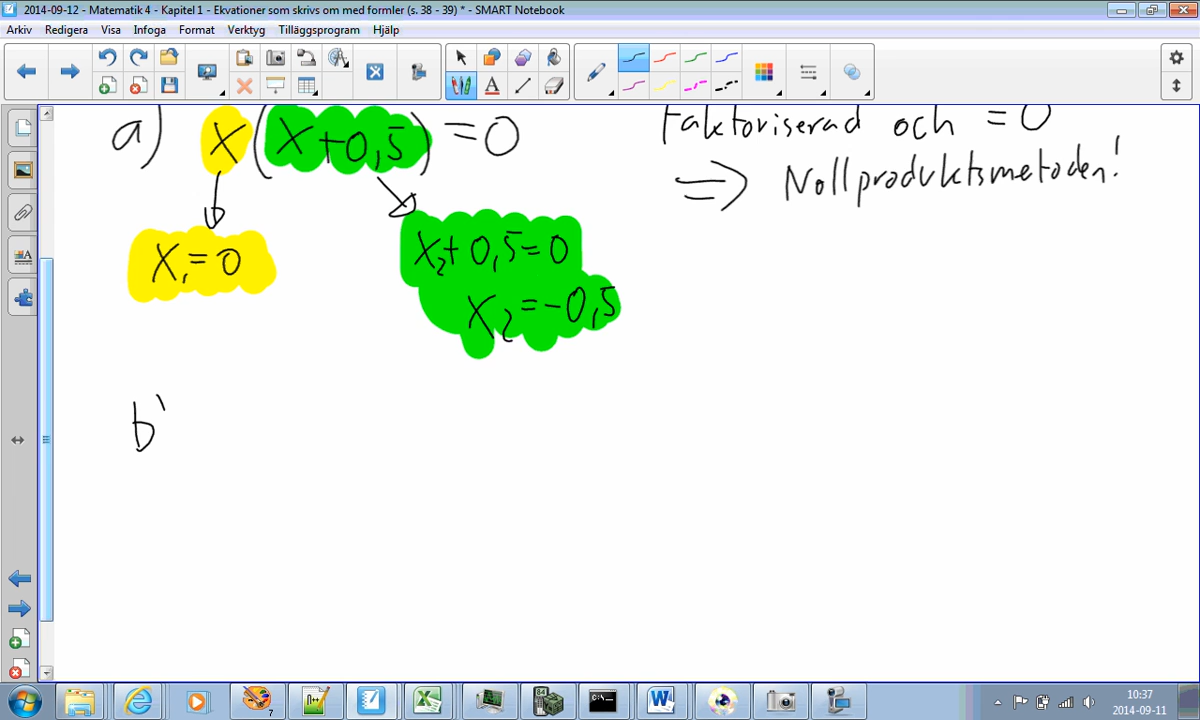 2014-09-12 - Matematik 4 - Kapitel 1 - Ekvationer som skrivs om med formler (s. 38 - 39) * - SMART Notebook
Arkiv Redigera Visa Infoga Format Verktyg Tilläggsprogram Hjälp
a) x(x+0,5) = 0
Faktoriserad och = 0
⇒ Nollproduktsmetoden!
x₁ = 0
x₂ + 0,5 = 0
x₂ = -0,5
b'
10:37
2014-09-11